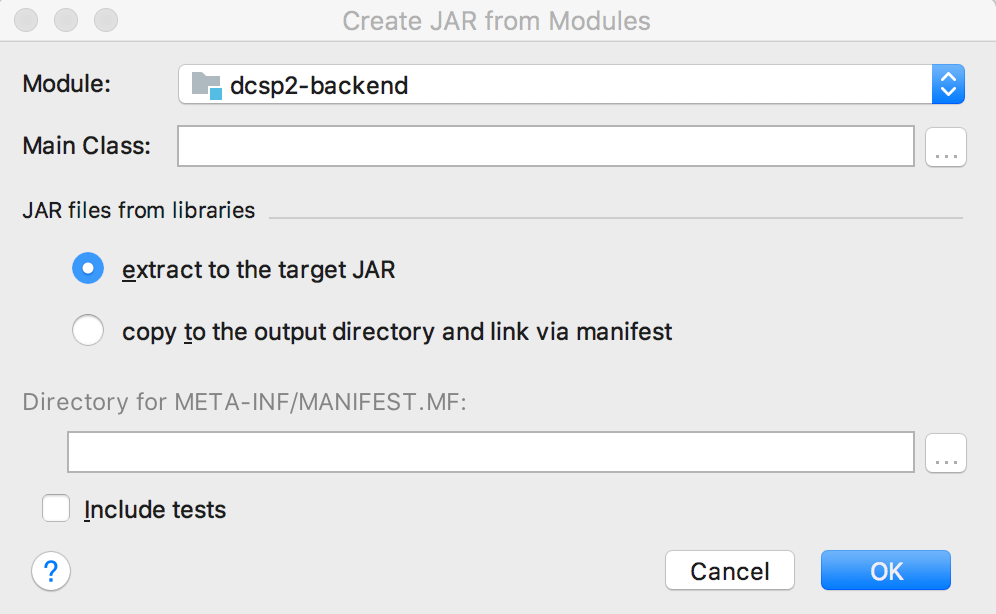 Create JAR from Modules
Module: dcsp2-backend
Main Class: ...
JAR files from libraries
extract to the target JAR
copy to the output directory and link via manifest
Directory for META-INF/MANIFEST.MF:
...
Include tests
? Cancel OK